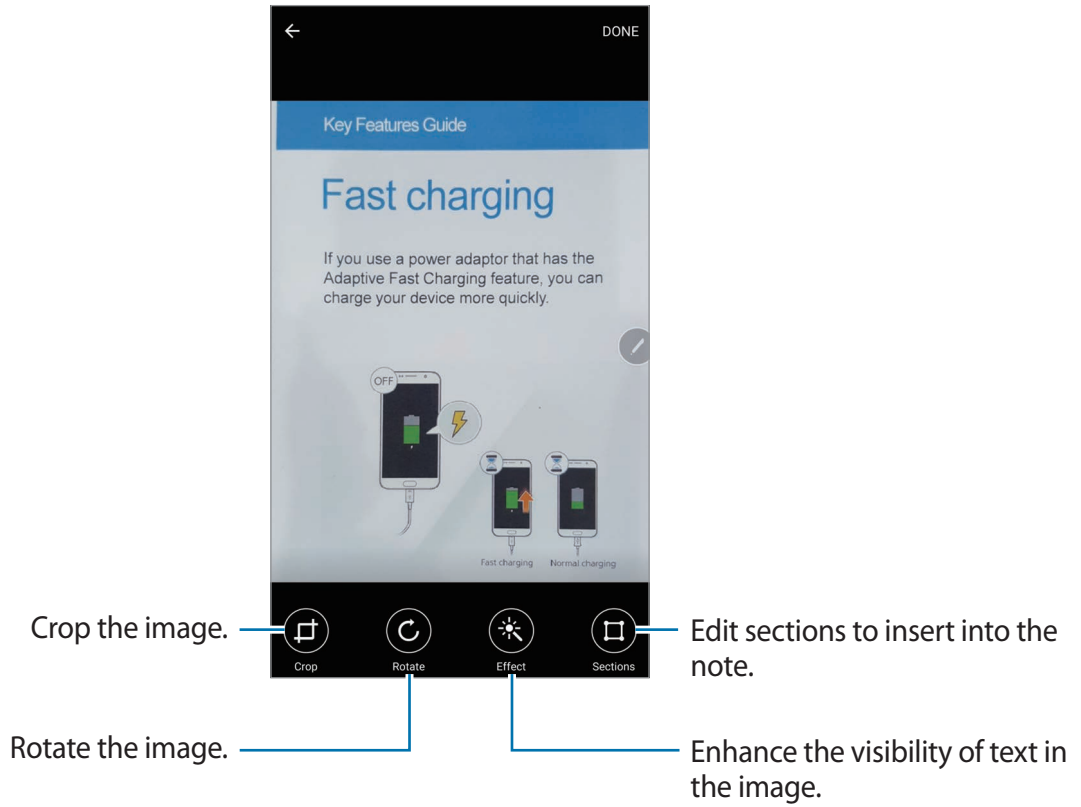 DONE
Key Features Guide
Fast charging
If you use a power adaptor that has the
Adaptive Fast Charging feature, you can
charge your device more quickly.
OFF
Fast charging
Normal charging
Crop
Rotate
Effect
Sections
Crop the image.
Rotate the image.
Edit sections to insert into the
note.
Enhance the visibility of text in
the image.